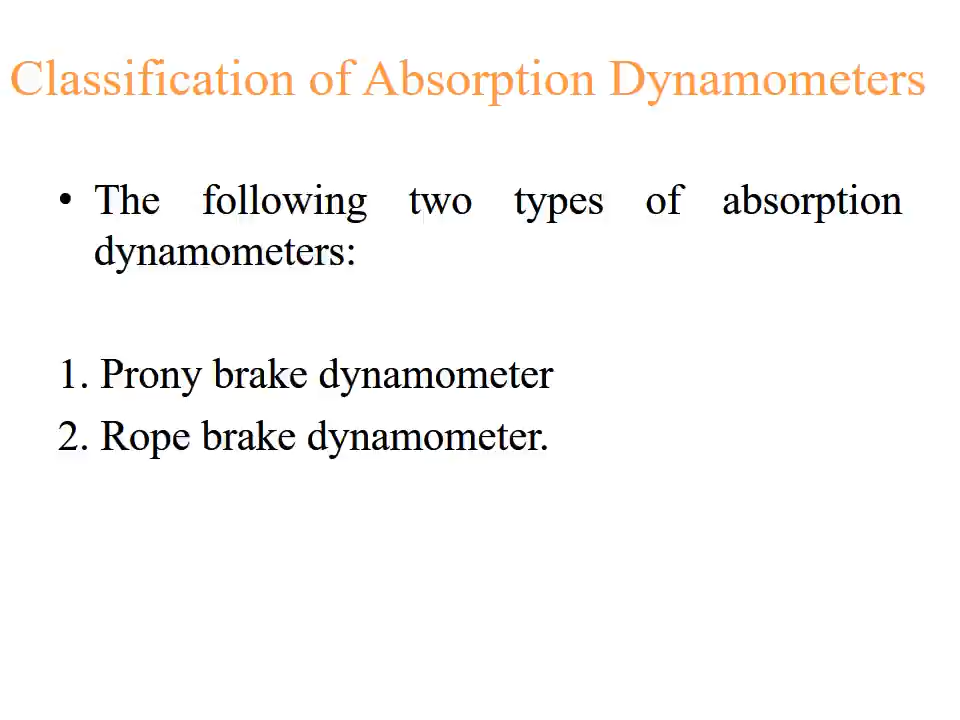 Classification of Absorption Dynamometers
• The following two types of absorption
dynamometers:
1. Prony brake dynamometer
2. Rope brake dynamometer.